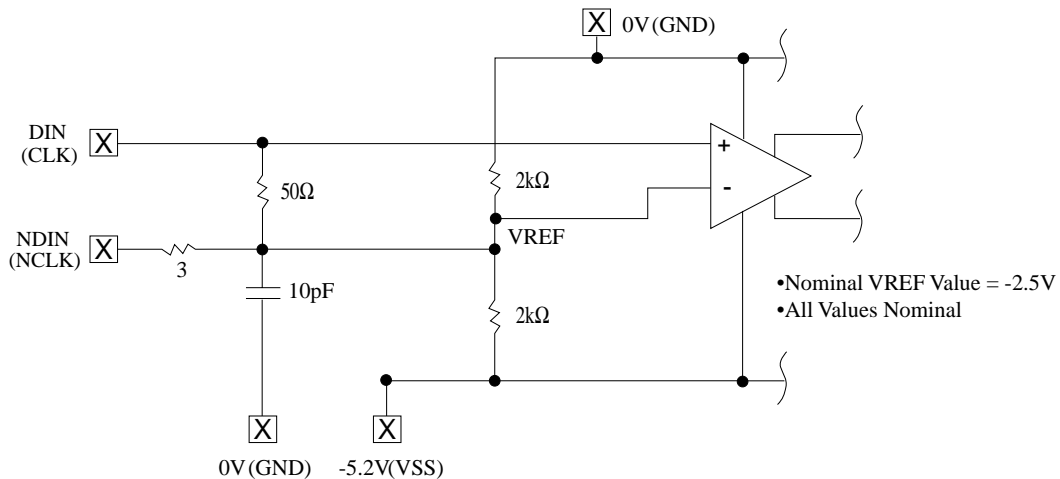 X 0V(GND)
DIN
(CLK)
X
+
50Ω
2kΩ
-
NDIN
(NCLK)
X
3
VREF
10pF
2kΩ
•Nominal VREF Value = -2.5V
•All Values Nominal
X
X
0V(GND)
-5.2V(VSS)